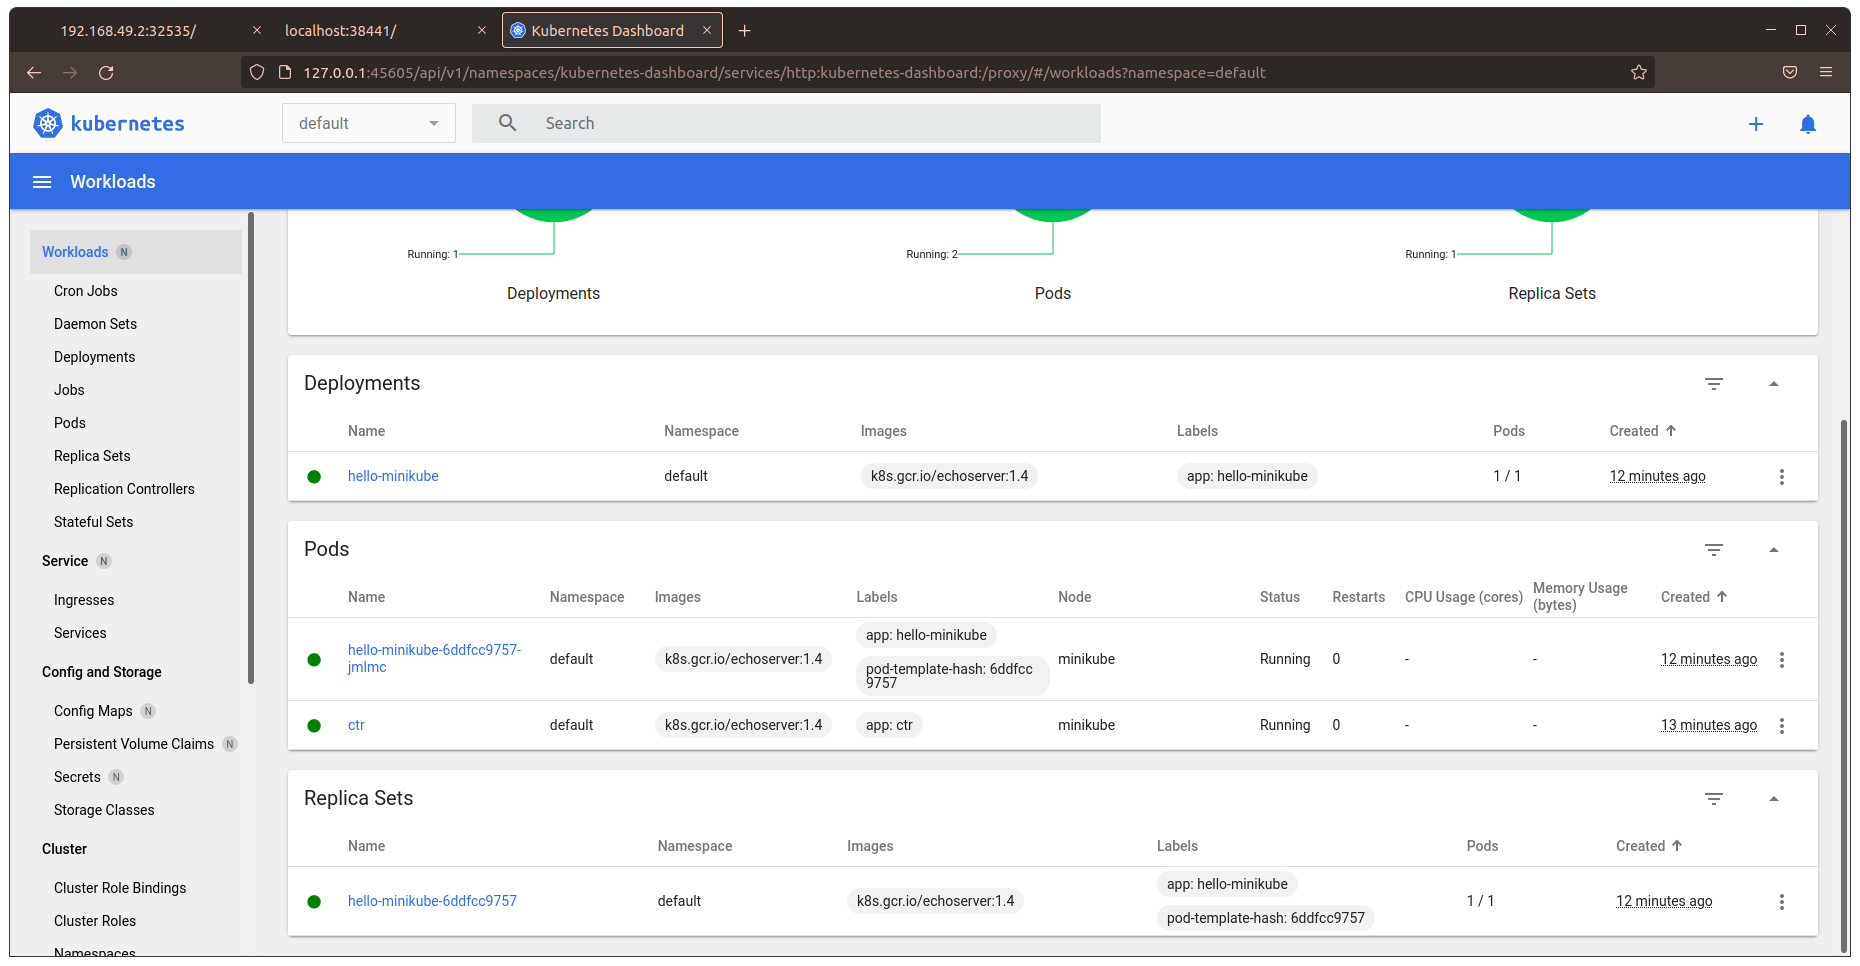 192.168.49.2:32535/
localhost:38441/
Kubernetes Dashboard
127.0.0.1:45605/api/v1/namespaces/kubernetes-dashboard/services/http:kubernetes-dashboard:/proxy/#/workloads?namespace=default
kubernetes
default
Search
Workloads
Workloads N
Cron Jobs
Daemon Sets
Deployments
Jobs
Pods
Replica Sets
Replication Controllers
Stateful Sets
Service N
Ingresses
Services
Config and Storage
Config Maps N
Persistent Volume Claims N
Secrets N
Storage Classes
Cluster
Cluster Role Bindings
Cluster Roles
Namespaces
Running: 1
Deployments
Running: 2
Pods
Running: 1
Replica Sets
Deployments
Name Namespace Images Labels Pods Created
hello-minikube default k8s.gcr.io/echoserver:1.4 app: hello-minikube 1 / 1 12 minutes ago
Pods
Name Namespace Images Labels Node Status Restarts CPU Usage (cores) Memory Usage
(bytes) Created
hello-minikube-6ddfcc9757-
jmlmc
default k8s.gcr.io/echoserver:1.4
app: hello-minikube
pod-template-hash: 6ddfcc
9757
minikube Running 0 - - 12 minutes ago
ctr default k8s.gcr.io/echoserver:1.4 app: ctr minikube Running 0 - - 13 minutes ago
Replica Sets
Name Namespace Images Labels Pods Created
hello-minikube-6ddfcc9757 default k8s.gcr.io/echoserver:1.4
app: hello-minikube
pod-template-hash: 6ddfcc9757
1 / 1 12 minutes ago